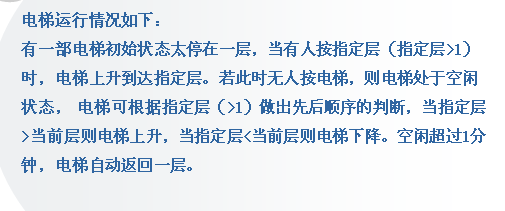 电梯运行情况如下：
有一部电梯初始状态太停在一层，当有人按指定层（指定层>1）
时，电梯上升到达指定层。若此时无人按电梯，则电梯处于空闲
状态， 电梯可根据指定层（>1）做出先后顺序的判断，当指定层
>当前层则电梯上升，当指定层<当前层则电梯下降。空闲超过1分
钟，电梯自动返回一层。